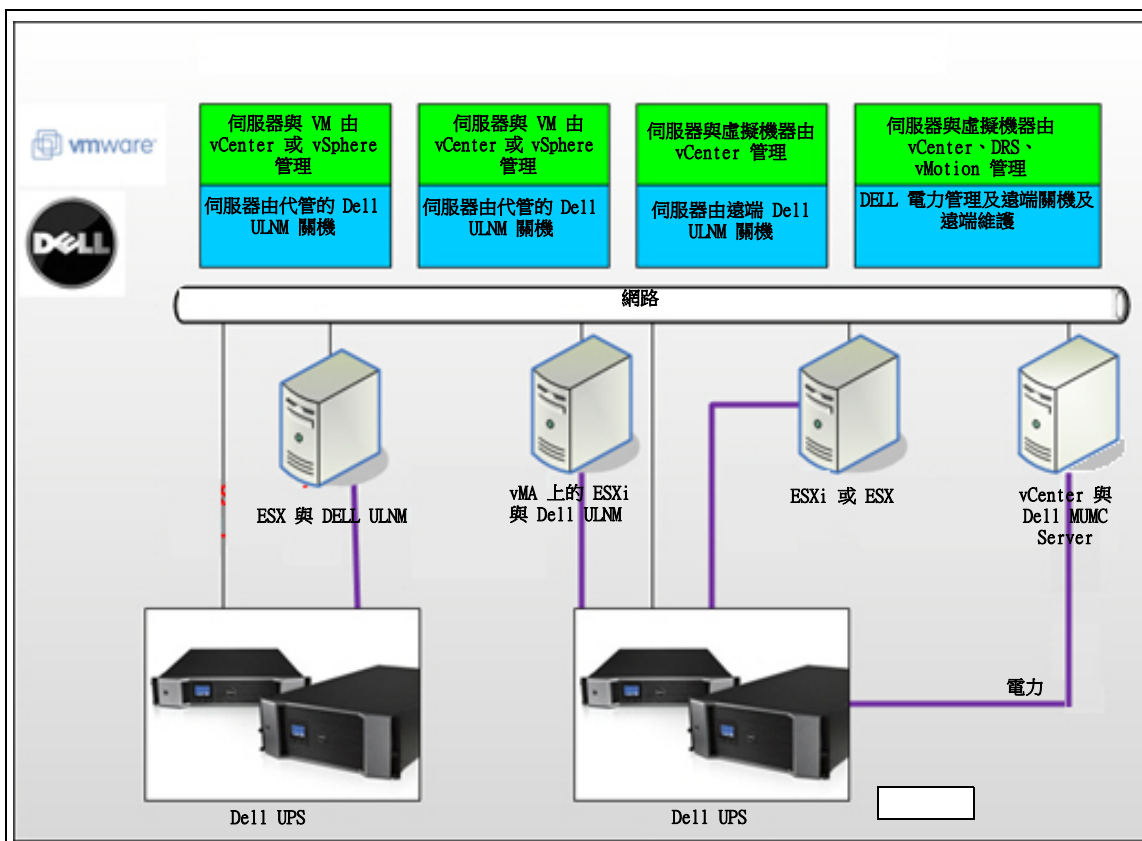 vmware
DELL
伺服器與 VM 由
vCenter 或 vSphere
管理
伺服器由代管的 Dell
ULNM 關機
伺服器與 VM 由
vCenter 或 vSphere
管理
伺服器由代管的 Dell
ULNM 關機
伺服器與虛擬機器由
vCenter 管理
伺服器由遠端 Dell
ULNM 關機
伺服器與虛擬機器由
vCenter、DRS、
vMotion 管理
DELL 電力管理及遠端關機及
遠端維護
網路
ESX 與 DELL ULNM
vMA 上的 ESXi
與 Dell ULNM
ESXi 或 ESX
vCenter 與
Dell MUMC
Server
電力
Dell UPS
Dell UPS